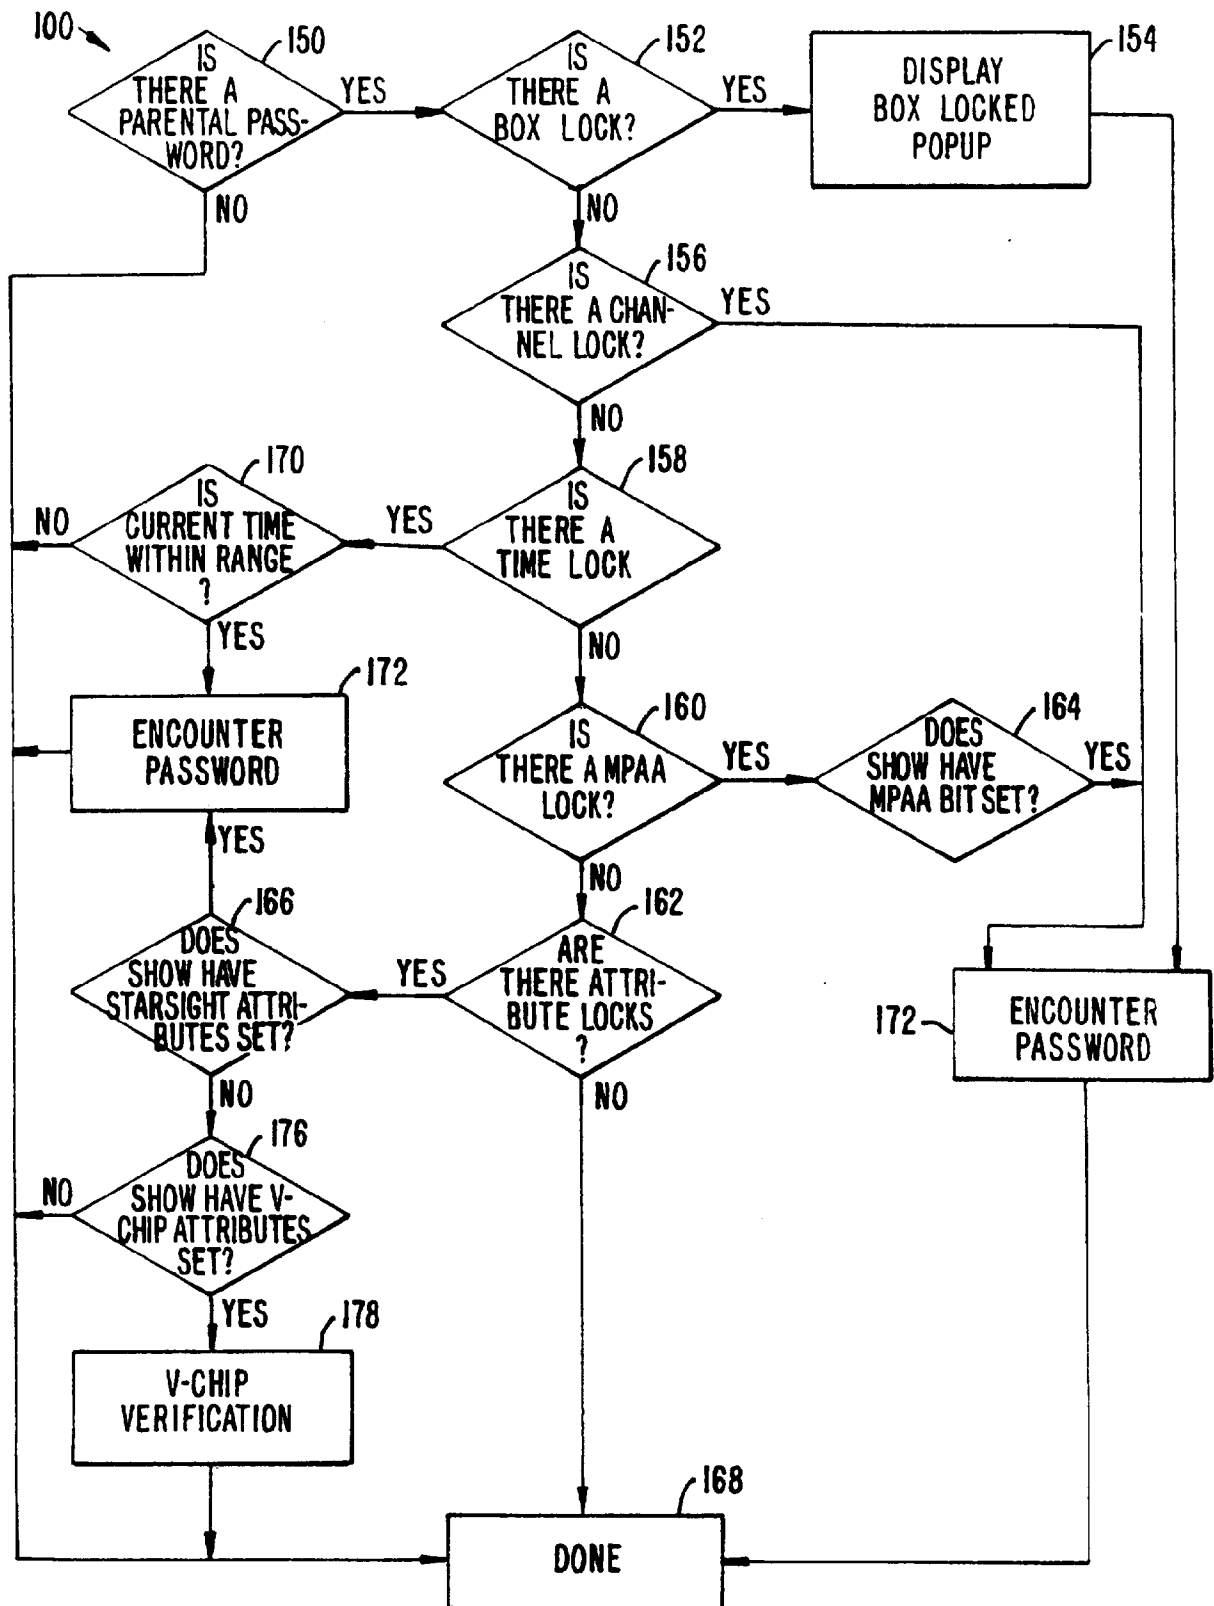 100
150
IS
THERE A
PARENTAL PASS-
WORD?
YES
NO
152
IS
THERE A
BOX LOCK?
YES
NO
154
DISPLAY
BOX LOCKED
POPUP
156
IS
THERE A CHAN-
NEL LOCK?
YES
NO
158
IS
THERE A
TIME LOCK
YES
NO
170
IS
CURRENT TIME
WITHIN RANGE
?
NO
YES
172
ENCOUNTER
PASSWORD
160
IS
THERE A MPAA
LOCK?
YES
NO
164
DOES
SHOW HAVE
MPAA BIT SET?
YES
YES
166
DOES
SHOW HAVE
STARSIGHT ATTRI-
BUTES SET?
NO
162
ARE
THERE ATTRI-
BUTE LOCKS
?
YES
NO
172
ENCOUNTER
PASSWORD
176
DOES
SHOW HAVE V-
CHIP ATTRIBUTES
SET?
NO
YES
178
V-CHIP
VERIFICATION
168
DONE